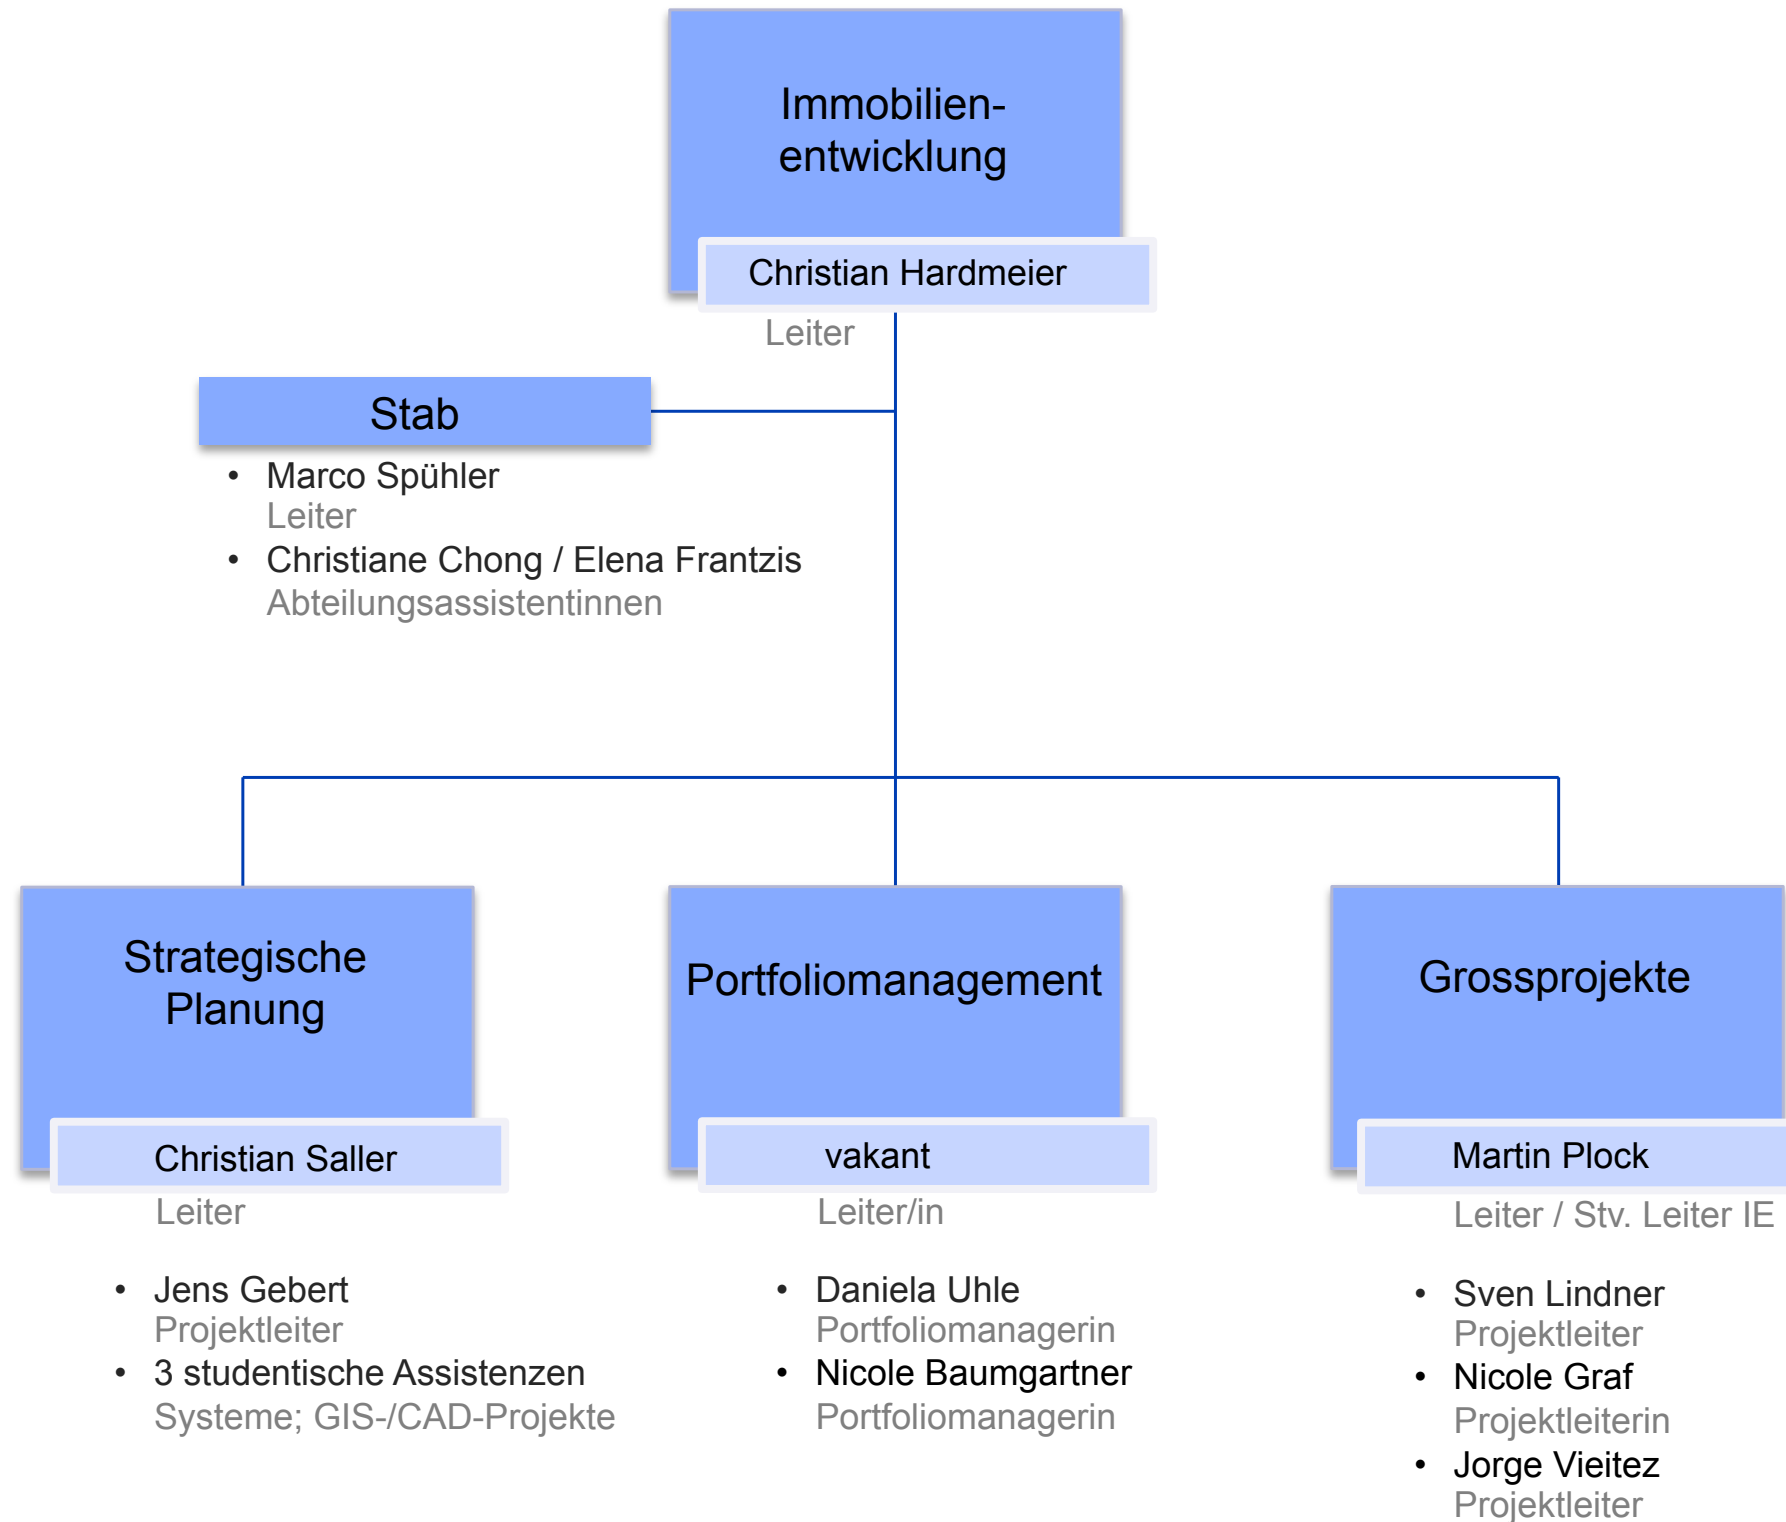 Immobilien-
entwicklung
Christian Hardmeier
Leiter
Stab
• Marco Spühler
Leiter
• Christiane Chong / Elena Frantzis
Abteilungsassistentinnen
Strategische
Planung
Christian Saller
Leiter
• Jens Gebert
Projektleiter
• 3 studentische Assistenzen
Systeme; GIS-/CAD-Projekte
Portfoliomanagement
vakant
Leiter/in
• Daniela Uhle
Portfoliomanagerin
• Nicole Baumgartner
Portfoliomanagerin
Grossprojekte
Martin Plock
Leiter / Stv. Leiter IE
• Sven Lindner
Projektleiter
• Nicole Graf
Projektleiterin
• Jorge Vieitez
Projektleiter